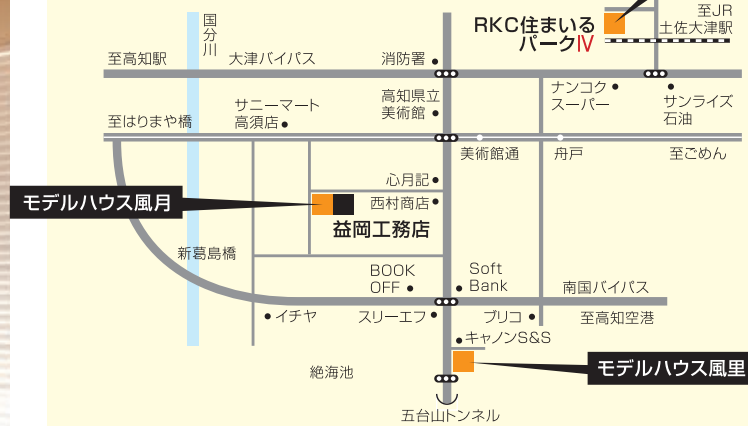 国分川
至JR
土佐大津駅
RKC住まいる
パークⅣ
至高知駅
大津バイパス
消防署
ナンコク
スーパー
サンライズ
石油
高知県立
美術館
サニーマート
高須店
至はりまや橋
美術館通
舟戸
至ごめん
心月記
西村商店
モデルハウス風月
益岡工務店
新葛島橋
BOOK
OFF
Soft
Bank
南国バイパス
イチヤ
スリーエフ
ブリコ
至高知空港
キャノンS&S
モデルハウス風里
絶海池
五台山トンネル